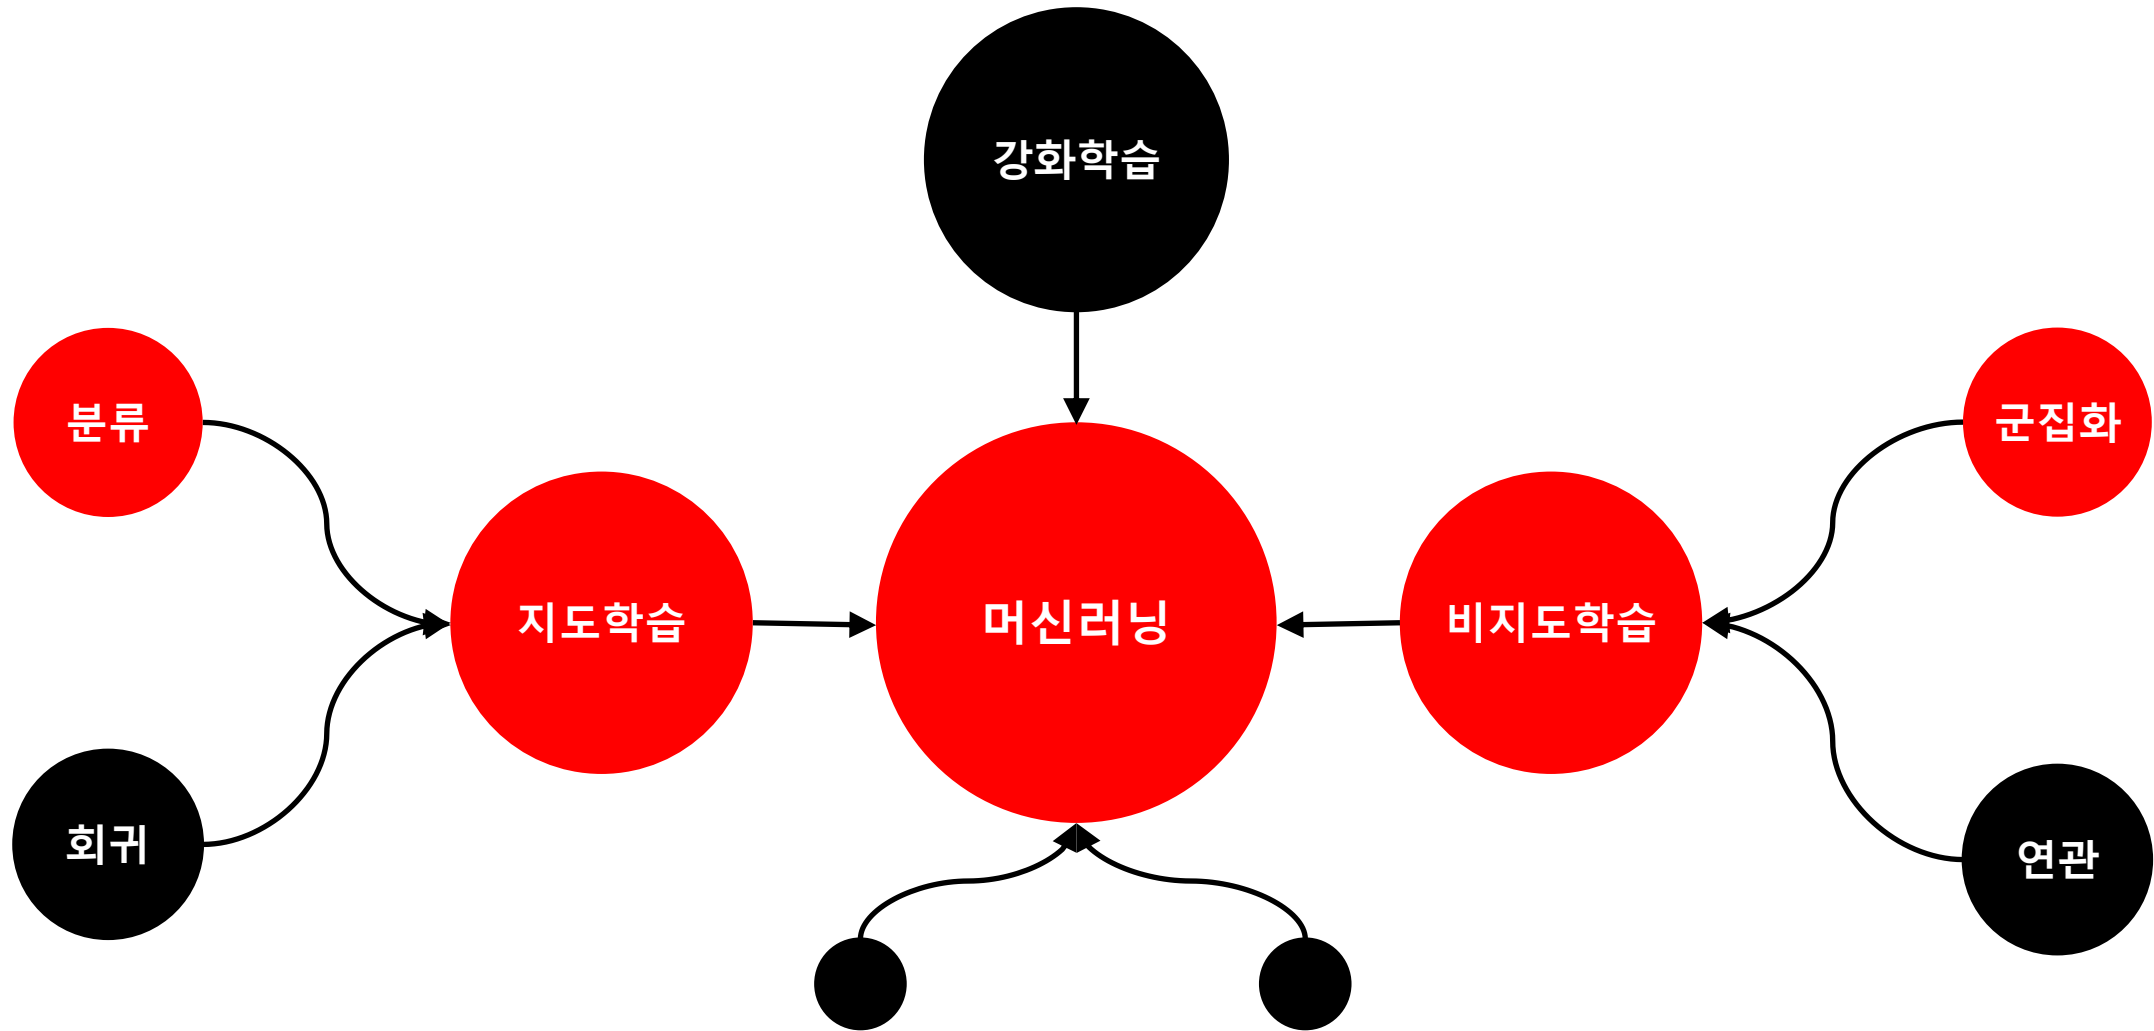 강화학습
분류
군집화
지도학습
머신러닝
비지도학습
회귀
연관